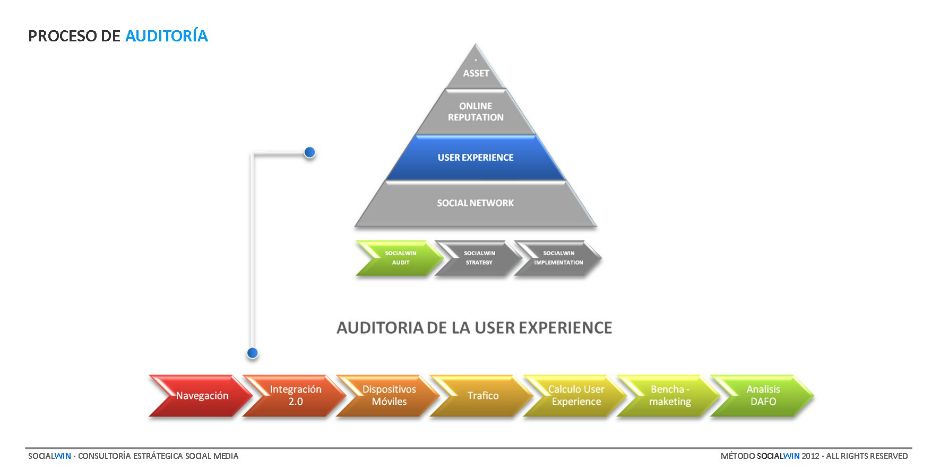 PROCESO DE AUDITORÍA
ASSET
ONLINE
REPUTATION
USER EXPERIENCE
SOCIAL NETWORK
SOCIALWIN
AUDIT
SOCIALWIN
STRATEGY
SOCIALWIN
IMPLEMENTATION
AUDITORIA DE LA USER EXPERIENCE
Navegación
Integración
2.0
Dispositivos
Móviles
Trafico
Calculo User
Experience
Bencha -
maketing
Analisis
DAFO
SOCIALWIN · CONSULTORÍA ESTRÁTEGICA SOCIAL MEDIA
MÉTODO SOCIALWIN 2012 - ALL RIGHTS RESERVED